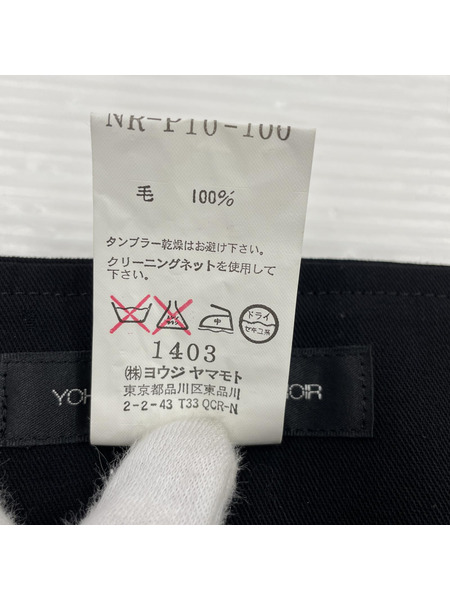 NR-P10-100
毛 100%
タンブラー乾燥はお避け下さい。
クリーニングネットを使用して
下さい。
中
ドライ
セキユ系
1403
(株)ヨウジ ヤマモト
東京都品川区東品川
2-2-43 T33 QCR-N